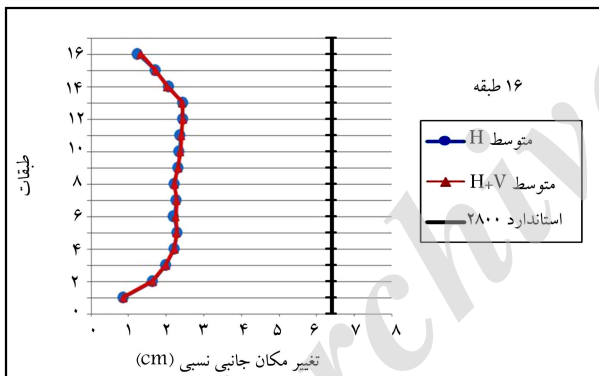 ۱۶
۱۴
۱۲
۱۰
۸
۶
۴
۲
۰
طبقات
۰ ۱ ۲ ۳ ۴ ۵ ۶ ۷ ۸
تغییر مکان جانبی نسبی (cm)
۱۶ طبقه
متوسط H
متوسط H+V
استاندارد ۲۸۰۰